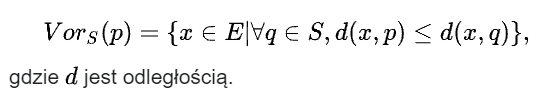 Vor_S(p) = {x ∈ E|∀q ∈ S, d(x, p) ≤ d(x, q)},
gdzie d jest odległością.